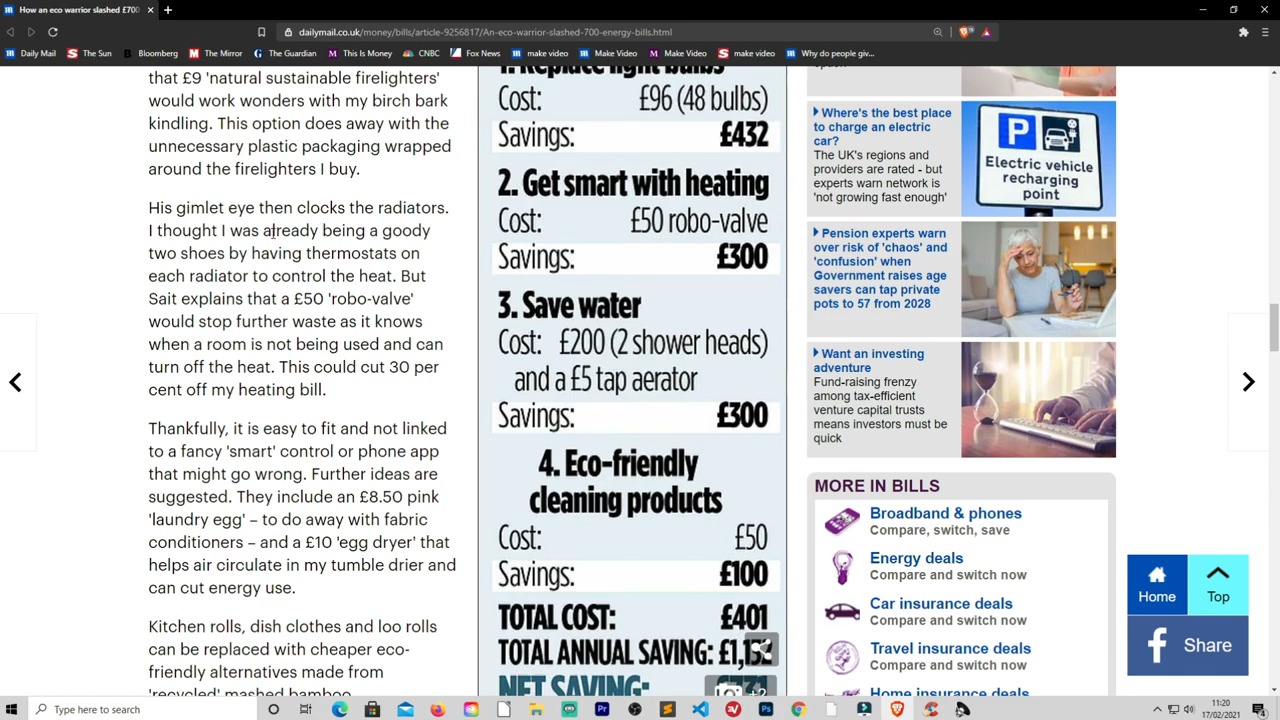 How an eco warrior slashed £700
dailymail.co.uk/money/bills/article-9256817/An-eco-warrior-slashed-700-energy-bills.html
Daily Mail
The Sun
Bloomberg
The Mirror
The Guardian
This Is Money
CNBC
Fox News
make video
Make Video
Make Video
make video
Why do people giv...
that £9 'natural sustainable firelighters'
would work wonders with my birch bark
kindling. This option does away with the
unnecessary plastic packaging wrapped
around the firelighters I buy.
His gimlet eye then clocks the radiators.
I thought I was already being a goody
two shoes by having thermostats on
each radiator to control the heat. But
Sait explains that a £50 'robo-valve'
would stop further waste as it knows
when a room is not being used and can
turn off the heat. This could cut 30 per
cent off my heating bill.
Thankfully, it is easy to fit and not linked
to a fancy 'smart' control or phone app
that might go wrong. Further ideas are
suggested. They include an £8.50 pink
'laundry egg' – to do away with fabric
conditioners – and a £10 'egg dryer' that
helps air circulate in my tumble drier and
can cut energy use.
Kitchen rolls, dish clothes and loo rolls
can be replaced with cheaper eco-
friendly alternatives made from
'recycled' mashed bamboo
1. Replace light bulbs
Cost: £96 (48 bulbs)
Savings: £432
2. Get smart with heating
Cost: £50 robo-valve
Savings: £300
3. Save water
Cost: £200 (2 shower heads)
and a £5 tap aerator
Savings: £300
4. Eco-friendly
cleaning products
Cost: £50
Savings: £100
TOTAL COST: £401
TOTAL ANNUAL SAVING:
NET SAVING:
+2
Where's the best place
to charge an electric
car?
The UK's regions and
providers are rated - but
experts warn network is
'not growing fast enough'
P
Electric vehicle
recharging
point
Pension experts warn
over risk of 'chaos' and
'confusion' when
Government raises age
savers can tap private
pots to 57 from 2028
Want an investing
adventure
Fund-raising frenzy
among tax-efficient
venture capital trusts
means investors must be
quick
MORE IN BILLS
Broadband & phones
Compare, switch, save
Energy deals
Compare and switch now
Car insurance deals
Compare and switch now
Travel insurance deals
Compare and switch now
Home insurance deals
Home
Top
Share
Type here to search
11:20
17/02/2021